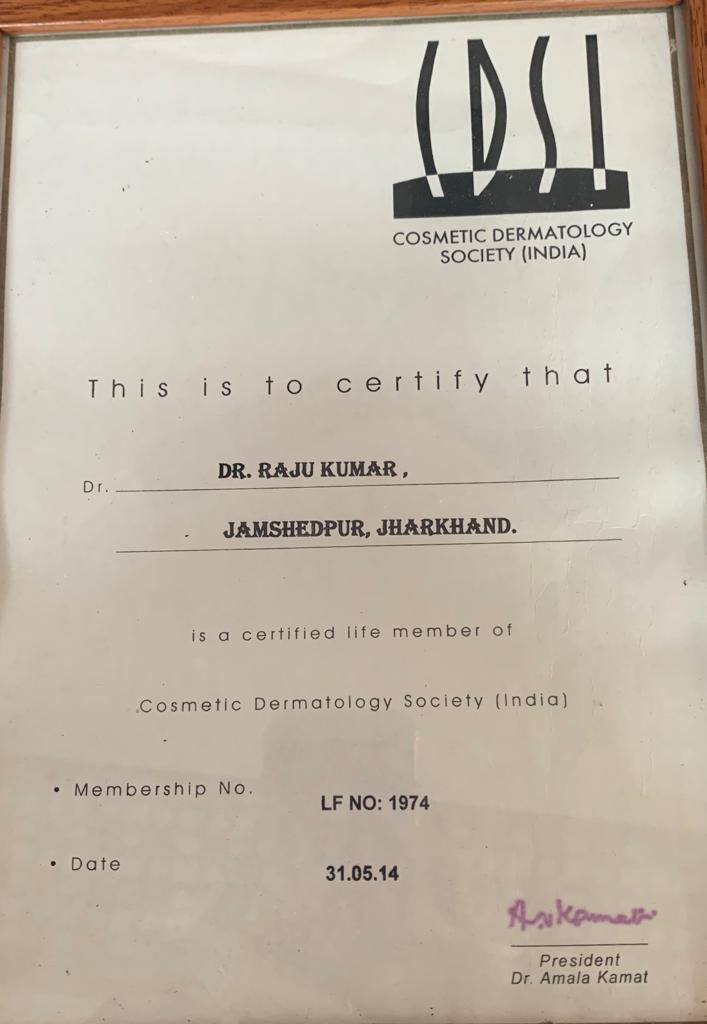 CDSI
COSMETIC DERMATOLOGY
SOCIETY (INDIA)
This is to certify that
Dr. DR. RAJU KUMAR ,
JAMSHEDPUR, JHARKHAND.
is a certified life member of
Cosmetic Dermatology Society (India)
• Membership No. LF NO: 1974
• Date 31.05.14
President
Dr. Amala Kamat